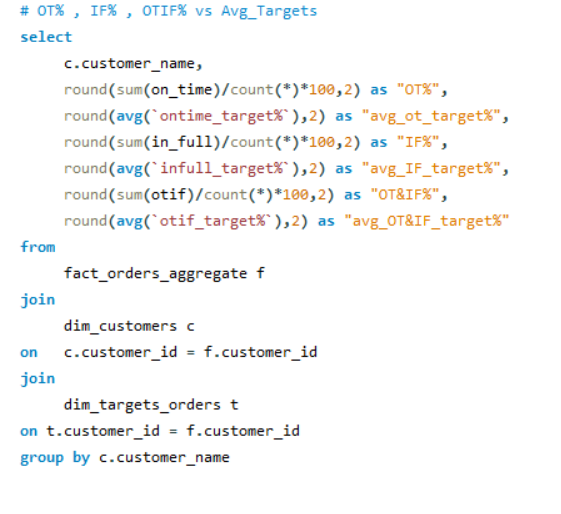 # OT% , IF% , OTIF% vs Avg_Targets
select
c.customer_name,
round(sum(on_time)/count(*)*100,2) as "OT%",
round(avg(`ontime_target%`),2) as "avg_ot_target%",
round(sum(in_full)/count(*)*100,2) as "IF%",
round(avg(`infull_target%`),2) as "avg_IF_target%",
round(sum(otif)/count(*)*100,2) as "OT&IF%",
round(avg(`otif_target%`),2) as "avg_OT&IF_target%"
from
fact_orders_aggregate f
join
dim_customers c
on c.customer_id = f.customer_id
join
dim_targets_orders t
on t.customer_id = f.customer_id
group by c.customer_name